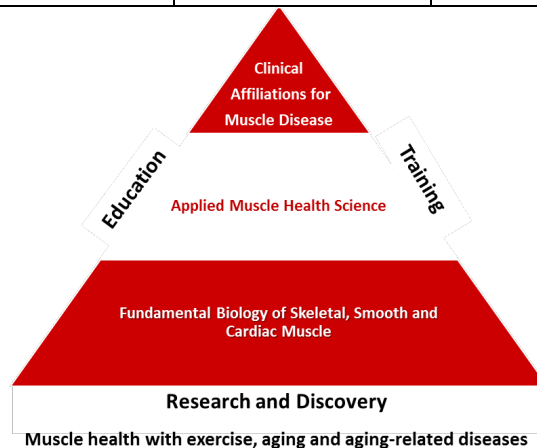 Clinical
Affiliations for
Muscle Disease
Education
Training
Applied Muscle Health Science
Fundamental Biology of Skeletal, Smooth and
Cardiac Muscle
Research and Discovery
Muscle health with exercise, aging and aging-related diseases